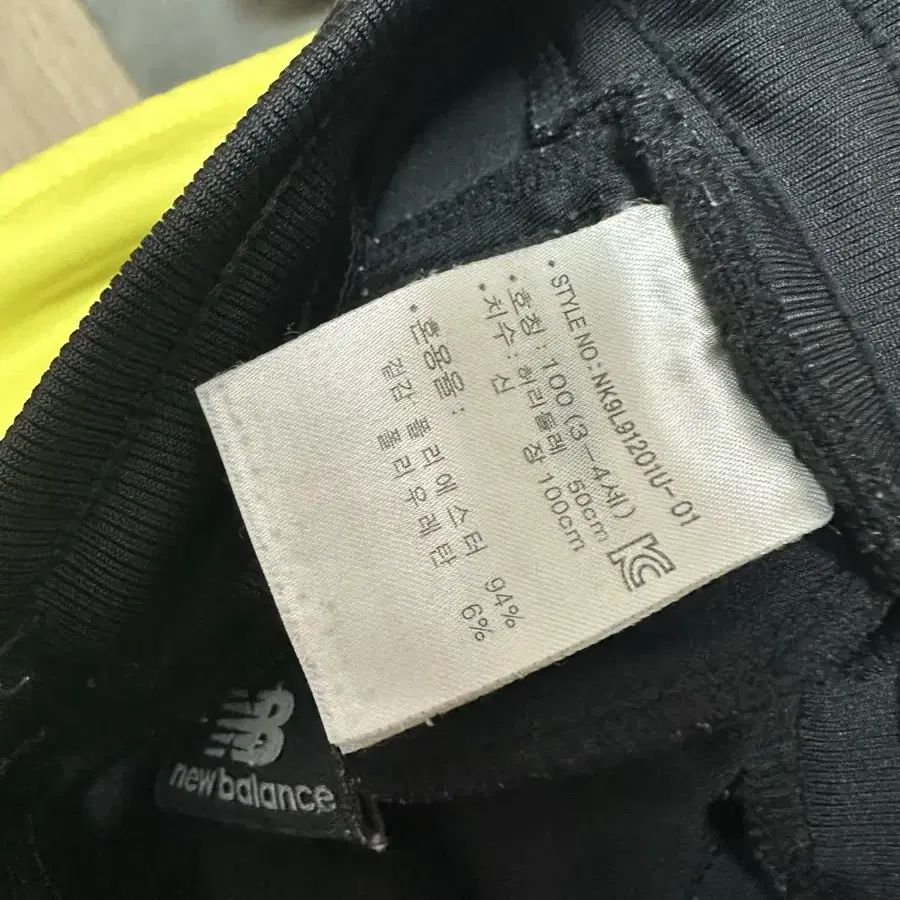 • STYLE NO: NK9L91201U-01
• 호칭 : 100 (3-4세)
• 치수 : 허리둘레 50cm
신 장 100cm
• 혼용율 :
겉감 폴리에스터 94%
폴리우레탄 6%
NB
new balance